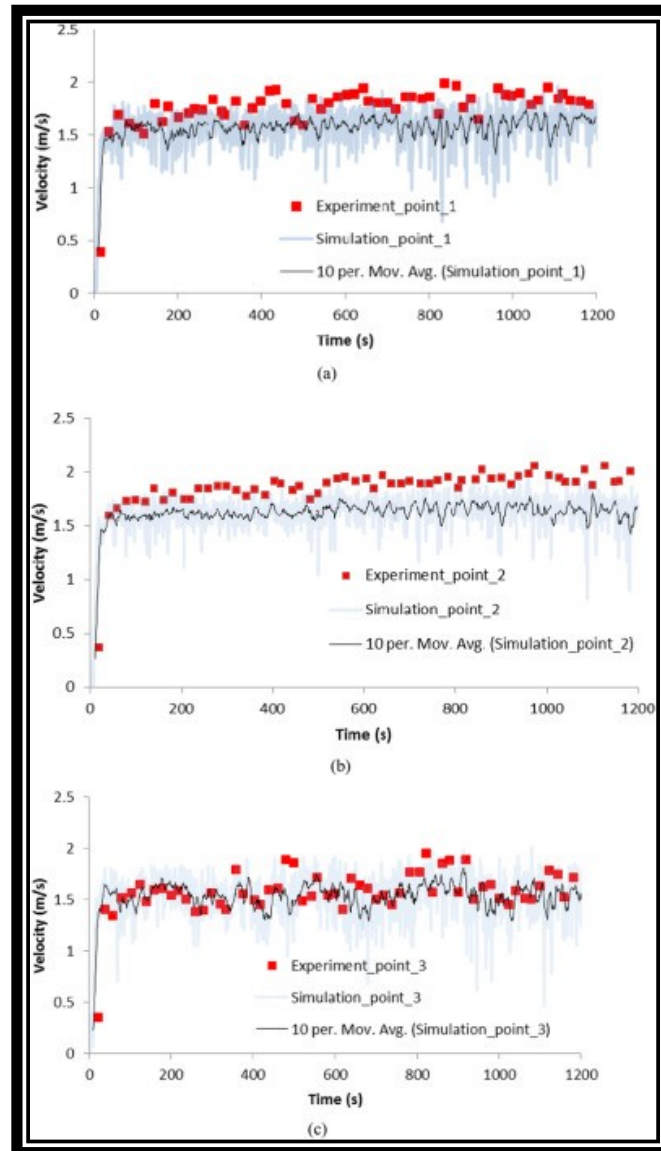 2.5
2
1.5
1
0.5
0
Velocity (m/s)
Experiment_point_1
Simulation_point_1
10 per. Mov. Avg. (Simulation_point_1)
0 200 400 600 800 1000 1200
Time (s)
(a)
2.5
2
1.5
1
0.5
0
Velocity (m/s)
Experiment_point_2
Simulation_point_2
10 per. Mov. Avg. (Simulation_point_2)
0 200 400 600 800 1000 1200
Time (s)
(b)
2.5
2
1.5
1
0.5
0
Velocity (m/s)
Experiment_point_3
Simulation_point_3
10 per. Mov. Avg. (Simulation_point_3)
0 200 400 600 800 1000 1200
Time (s)
(c)